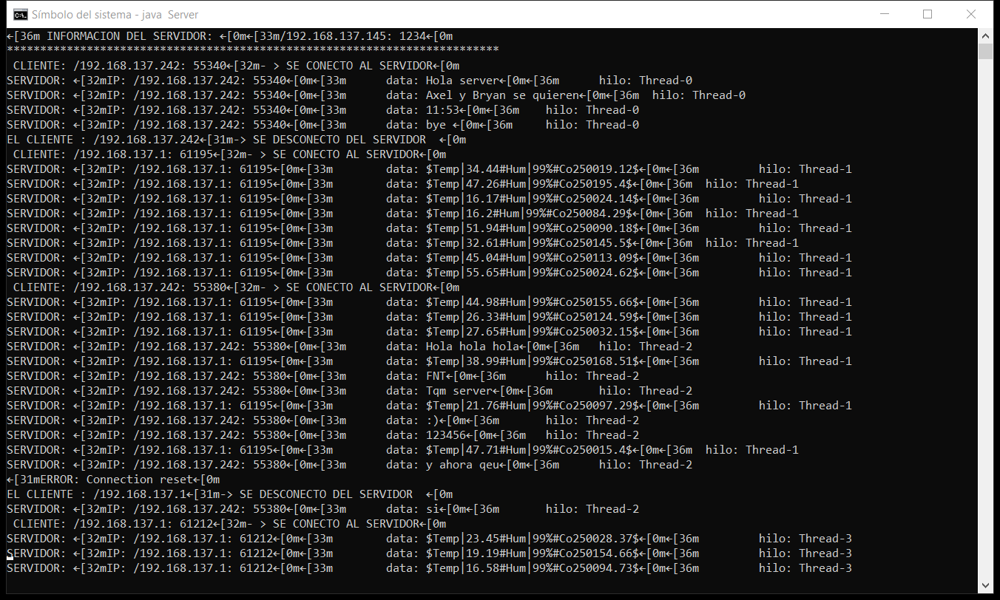 Símbolo del sistema - java Server
←[36m INFORMACION DEL SERVIDOR: ←[0m←[33m/192.168.137.145: 1234←[0m
**************************************************************************
CLIENTE: /192.168.137.242: 55340←[32m- > SE CONECTO AL SERVIDOR←[0m
SERVIDOR: ←[32mIP: /192.168.137.242: 55340←[0m←[33m data: Hola server←[0m←[36m hilo: Thread-0
SERVIDOR: ←[32mIP: /192.168.137.242: 55340←[0m←[33m data: Axel y Bryan se quieren←[0m←[36m hilo: Thread-0
SERVIDOR: ←[32mIP: /192.168.137.242: 55340←[0m←[33m data: 11:53←[0m←[36m hilo: Thread-0
SERVIDOR: ←[32mIP: /192.168.137.242: 55340←[0m←[33m data: bye ←[0m←[36m hilo: Thread-0
EL CLIENTE : /192.168.137.242←[31m-> SE DESCONECTO DEL SERVIDOR ←[0m
CLIENTE: /192.168.137.1: 61195←[32m- > SE CONECTO AL SERVIDOR←[0m
SERVIDOR: ←[32mIP: /192.168.137.1: 61195←[0m←[33m data: $Temp|34.44#Hum|99%#Co250019.12$←[0m←[36m hilo: Thread-1
SERVIDOR: ←[32mIP: /192.168.137.1: 61195←[0m←[33m data: $Temp|47.26#Hum|99%#Co250195.4$←[0m←[36m hilo: Thread-1
SERVIDOR: ←[32mIP: /192.168.137.1: 61195←[0m←[33m data: $Temp|16.17#Hum|99%#Co250024.14$←[0m←[36m hilo: Thread-1
SERVIDOR: ←[32mIP: /192.168.137.1: 61195←[0m←[33m data: $Temp|16.2#Hum|99%#Co250084.29$←[0m←[36m hilo: Thread-1
SERVIDOR: ←[32mIP: /192.168.137.1: 61195←[0m←[33m data: $Temp|51.94#Hum|99%#Co250090.18$←[0m←[36m hilo: Thread-1
SERVIDOR: ←[32mIP: /192.168.137.1: 61195←[0m←[33m data: $Temp|32.61#Hum|99%#Co250145.5$←[0m←[36m hilo: Thread-1
SERVIDOR: ←[32mIP: /192.168.137.1: 61195←[0m←[33m data: $Temp|45.04#Hum|99%#Co250113.09$←[0m←[36m hilo: Thread-1
SERVIDOR: ←[32mIP: /192.168.137.1: 61195←[0m←[33m data: $Temp|55.65#Hum|99%#Co250024.62$←[0m←[36m hilo: Thread-1
CLIENTE: /192.168.137.242: 55380←[32m- > SE CONECTO AL SERVIDOR←[0m
SERVIDOR: ←[32mIP: /192.168.137.1: 61195←[0m←[33m data: $Temp|44.98#Hum|99%#Co250155.66$←[0m←[36m hilo: Thread-1
SERVIDOR: ←[32mIP: /192.168.137.1: 61195←[0m←[33m data: $Temp|26.33#Hum|99%#Co250124.59$←[0m←[36m hilo: Thread-1
SERVIDOR: ←[32mIP: /192.168.137.1: 61195←[0m←[33m data: $Temp|27.65#Hum|99%#Co250032.15$←[0m←[36m hilo: Thread-1
SERVIDOR: ←[32mIP: /192.168.137.242: 55380←[0m←[33m data: Hola hola hola←[0m←[36m hilo: Thread-2
SERVIDOR: ←[32mIP: /192.168.137.1: 61195←[0m←[33m data: $Temp|38.99#Hum|99%#Co250168.51$←[0m←[36m hilo: Thread-1
SERVIDOR: ←[32mIP: /192.168.137.242: 55380←[0m←[33m data: FNT←[0m←[36m hilo: Thread-2
SERVIDOR: ←[32mIP: /192.168.137.242: 55380←[0m←[33m data: Tqm server←[0m←[36m hilo: Thread-2
SERVIDOR: ←[32mIP: /192.168.137.1: 61195←[0m←[33m data: $Temp|21.76#Hum|99%#Co250097.29$←[0m←[36m hilo: Thread-1
SERVIDOR: ←[32mIP: /192.168.137.242: 55380←[0m←[33m data: :)←[0m←[36m hilo: Thread-2
SERVIDOR: ←[32mIP: /192.168.137.242: 55380←[0m←[33m data: 123456←[0m←[36m hilo: Thread-2
SERVIDOR: ←[32mIP: /192.168.137.1: 61195←[0m←[33m data: $Temp|47.71#Hum|99%#Co250015.4$←[0m←[36m hilo: Thread-1
SERVIDOR: ←[32mIP: /192.168.137.242: 55380←[0m←[33m data: y ahora qeu←[0m←[36m hilo: Thread-2
←[31mERROR: Connection reset←[0m
EL CLIENTE : /192.168.137.1←[31m-> SE DESCONECTO DEL SERVIDOR ←[0m
SERVIDOR: ←[32mIP: /192.168.137.242: 55380←[0m←[33m data: si←[0m←[36m hilo: Thread-2
CLIENTE: /192.168.137.1: 61212←[32m- > SE CONECTO AL SERVIDOR←[0m
SERVIDOR: ←[32mIP: /192.168.137.1: 61212←[0m←[33m data: $Temp|23.45#Hum|99%#Co250028.37$←[0m←[36m hilo: Thread-3
SERVIDOR: ←[32mIP: /192.168.137.1: 61212←[0m←[33m data: $Temp|19.19#Hum|99%#Co250154.66$←[0m←[36m hilo: Thread-3
SERVIDOR: ←[32mIP: /192.168.137.1: 61212←[0m←[33m data: $Temp|16.58#Hum|99%#Co250094.73$←[0m←[36m hilo: Thread-3